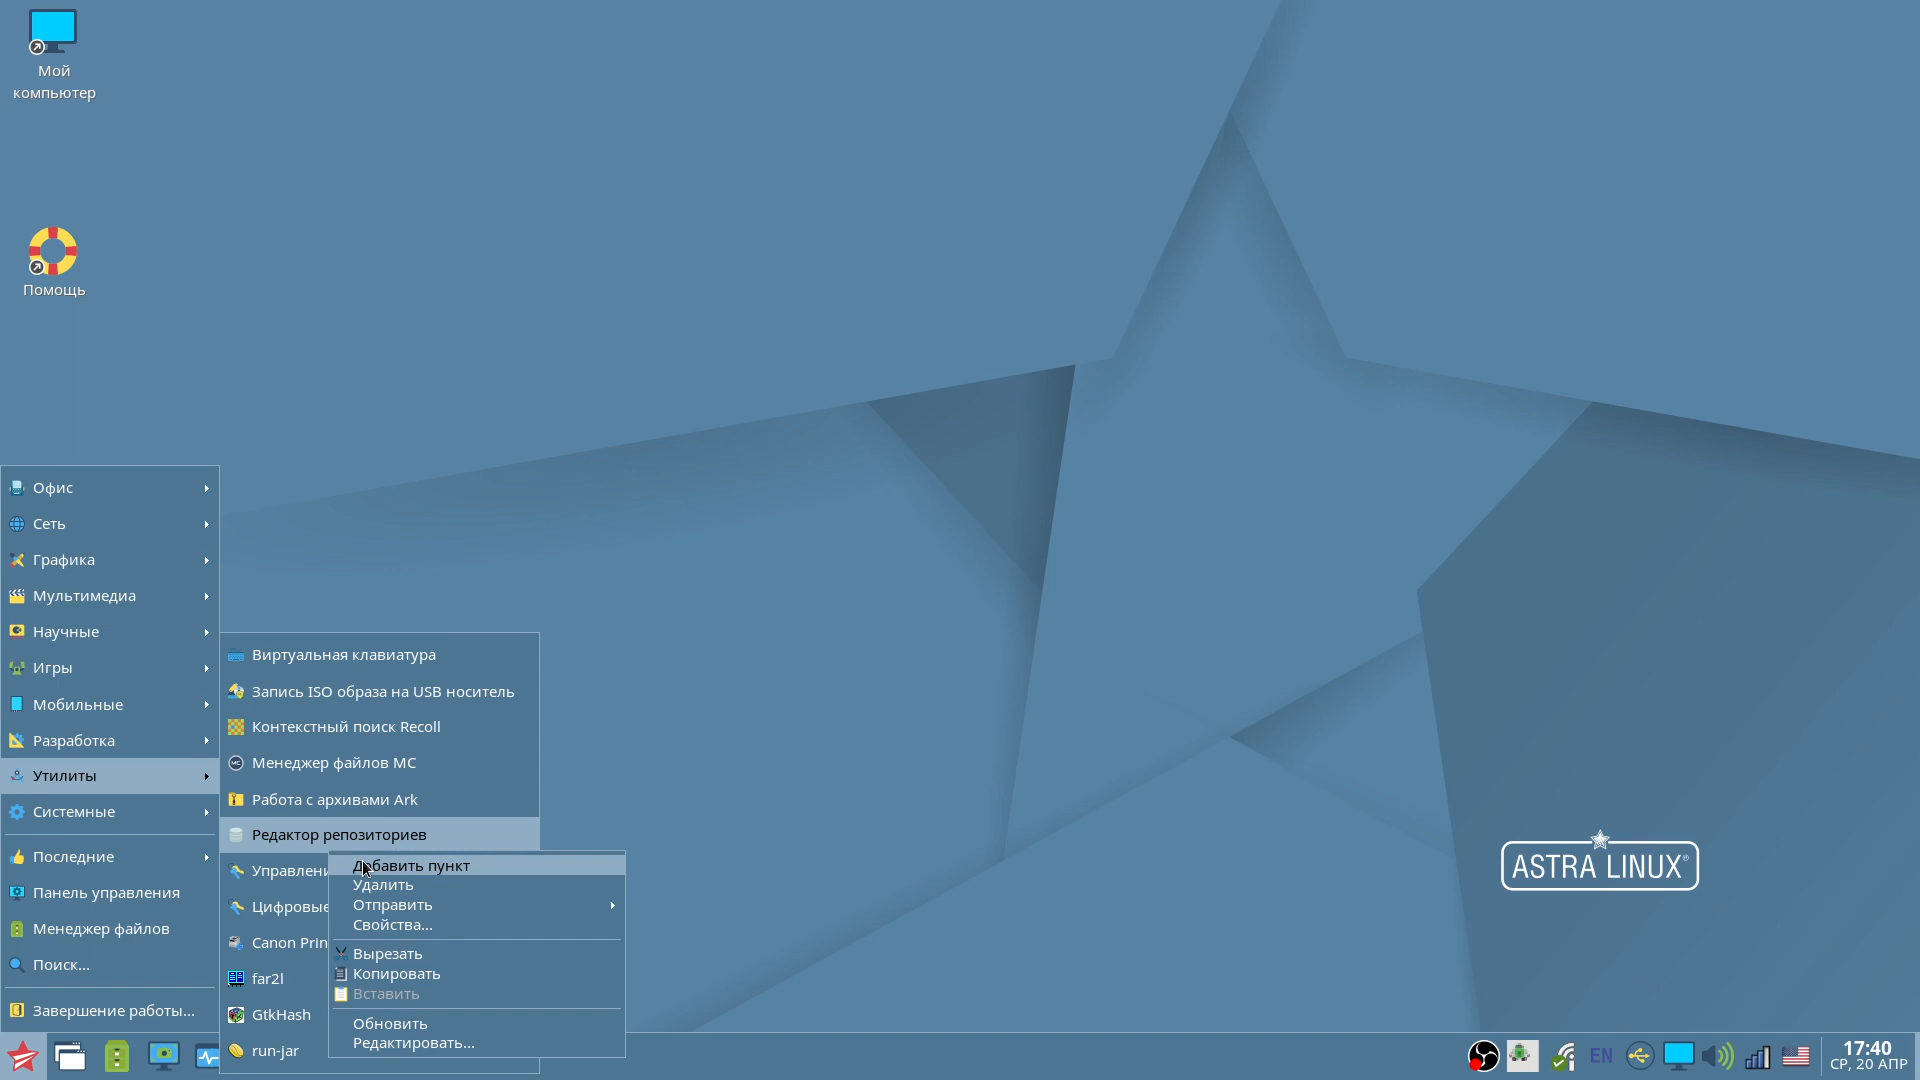 Мой
компьютер
Помощь
Офис
Сеть
Графика
Мультимедиа
Научные
Игры
Мобильные
Разработка
Утилиты
Системные
Последние
Панель управления
Менеджер файлов
Поиск...
Завершение работы...
Виртуальная клавиатура
Запись ISO образа на USB носитель
Контекстный поиск Recoll
Менеджер файлов MC
Работа с архивами Ark
Редактор репозиториев
Управлени
Цифровые
Canon Prin
far2l
GtkHash
run-jar
Добавить пункт
Удалить
Отправить
Свойства...
Вырезать
Копировать
Вставить
Обновить
Редактировать...
ASTRA LINUX®
EN
17:40
СР, 20 АПР